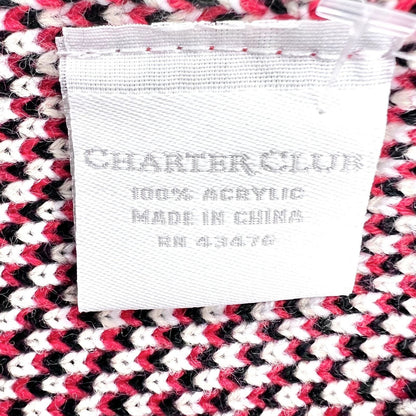 CHARTER CLUB
100% ACRYLIC
MADE IN CHINA
RN 43476